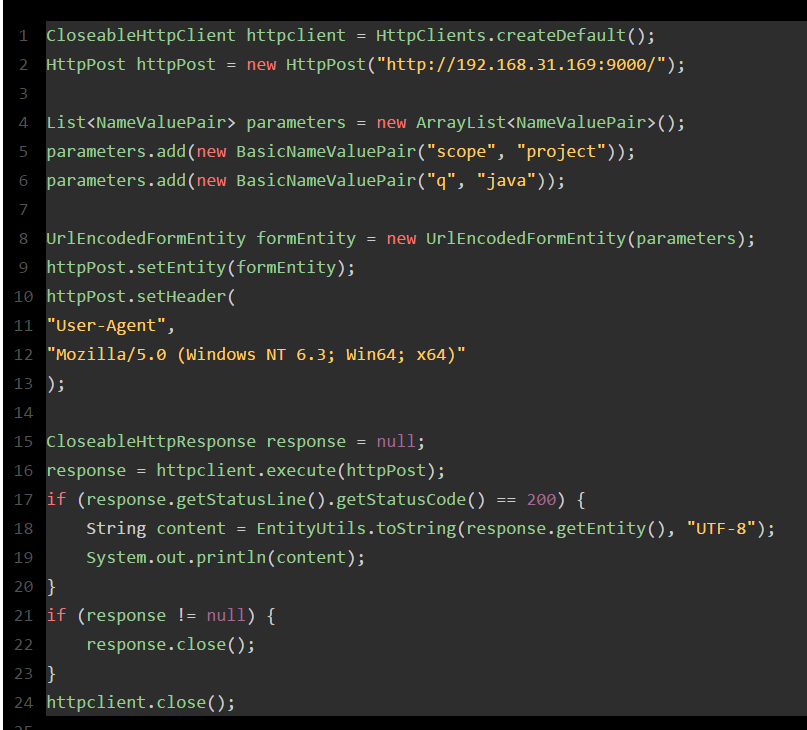 1 CloseableHttpClient httpclient = HttpClients.createDefault();
2 HttpPost httpPost = new HttpPost("http://192.168.31.169:9000/");
3
4 List<NameValuePair> parameters = new ArrayList<NameValuePair>();
5 parameters.add(new BasicNameValuePair("scope", "project"));
6 parameters.add(new BasicNameValuePair("q", "java"));
7
8 UrlEncodedFormEntity formEntity = new UrlEncodedFormEntity(parameters);
9 httpPost.setEntity(formEntity);
10 httpPost.setHeader(
11 "User-Agent",
12 "Mozilla/5.0 (Windows NT 6.3; Win64; x64)"
13 );
14
15 CloseableHttpResponse response = null;
16 response = httpclient.execute(httpPost);
17 if (response.getStatusLine().getStatusCode() == 200) {
18     String content = EntityUtils.toString(response.getEntity(), "UTF-8");
19     System.out.println(content);
20 }
21 if (response != null) {
22     response.close();
23 }
24 httpclient.close();
25